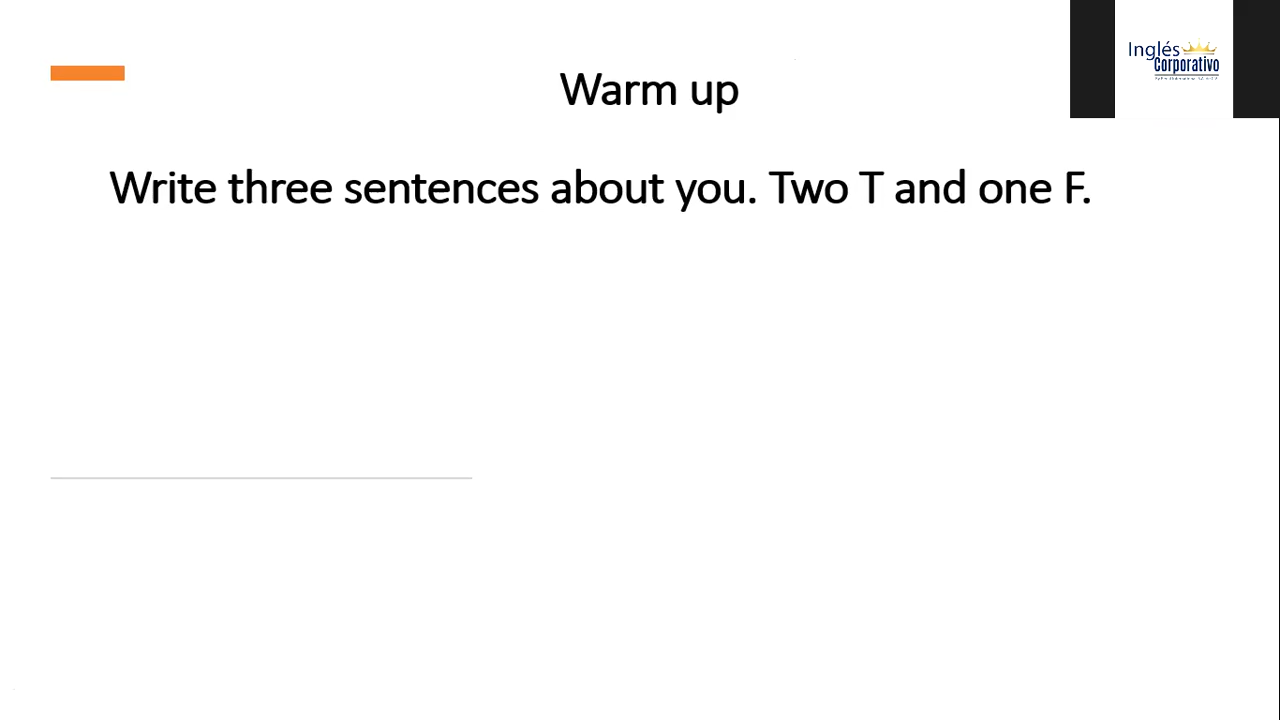 Inglés
Corporativo
Warm up
Write three sentences about you. Two T and one F.